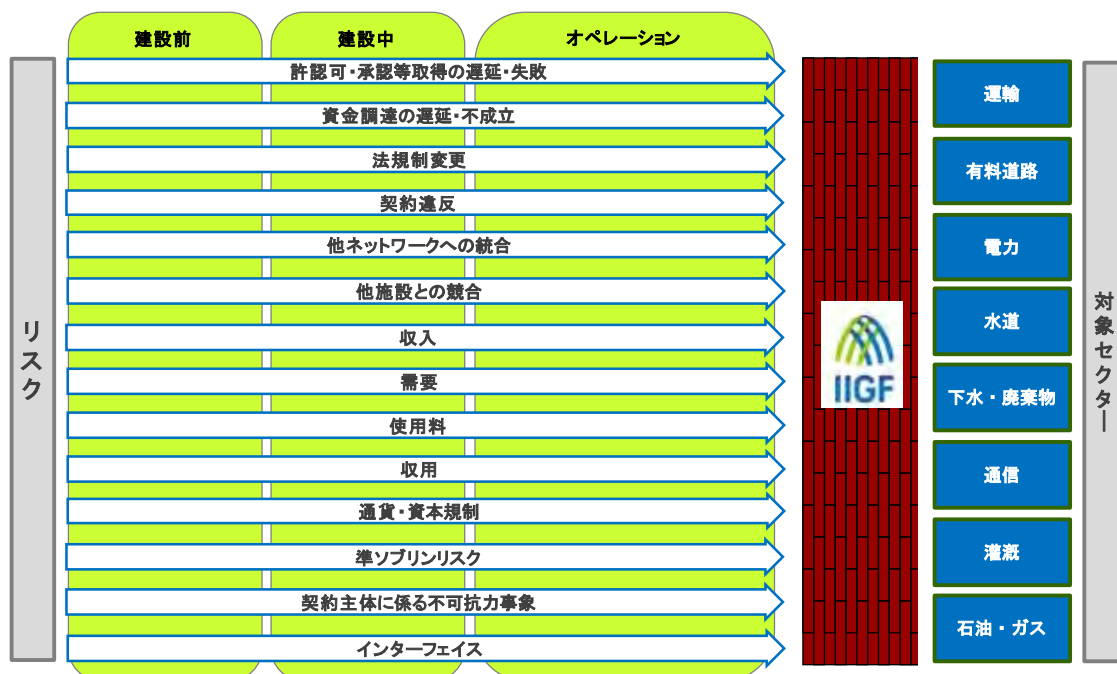 建設前
建設中
オペレーション
リスク
許認可・承認等取得の遅延・失敗
資金調達の遅延・不成立
法規制変更
契約違反
他ネットワークへの統合
他施設との競合
収入
需要
使用料
収用
通貨・資本規制
準ソブリンリスク
契約主体に係る不可抗力事象
インターフェイス
IIGF
運輸
有料道路
電力
水道
下水・廃棄物
通信
灌漑
石油・ガス
対象セクター